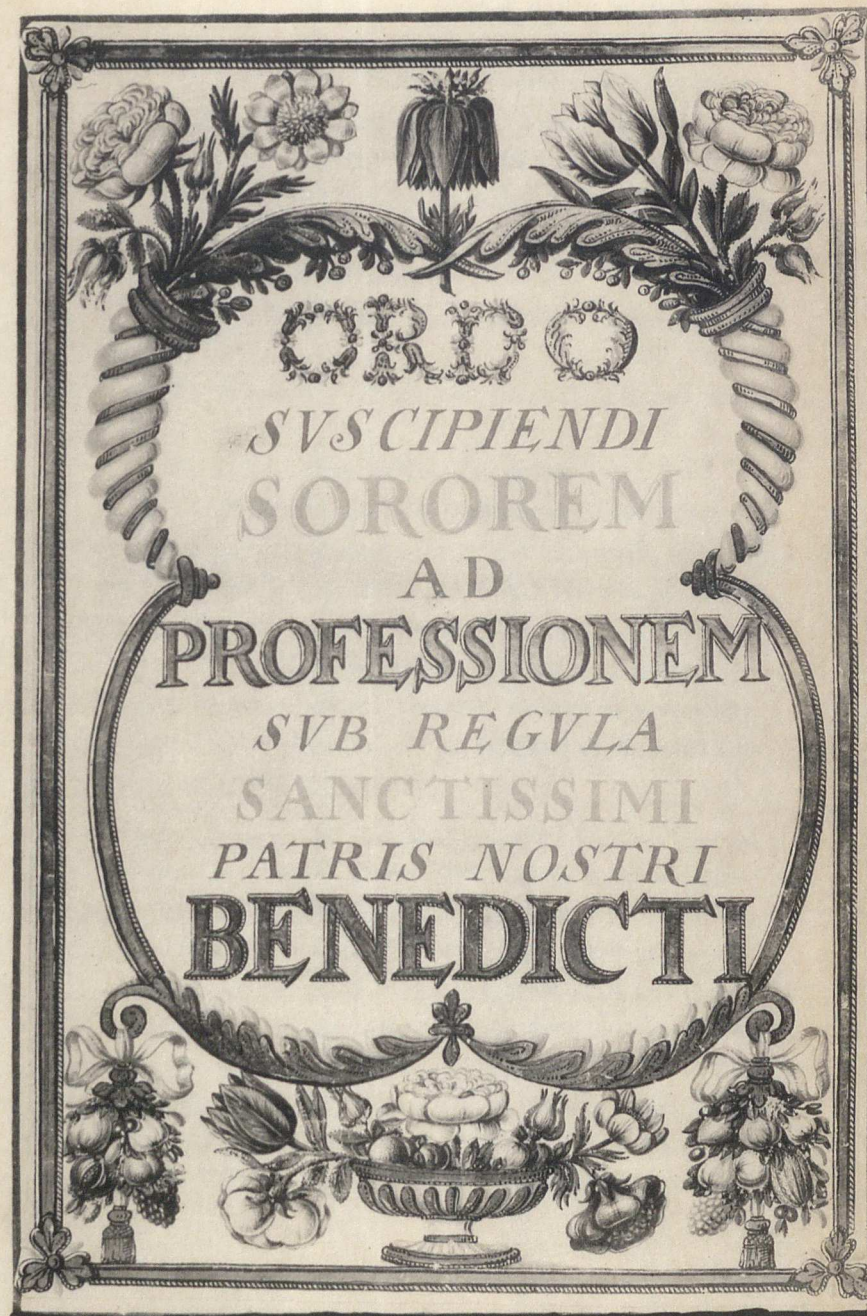 ORDO
SVSCIPIENDI
SOROREM
AD
PROFESSIONEM
SVB REGVLA
SANCTISSIMI
PATRIS NOSTRI
BENEDICTI